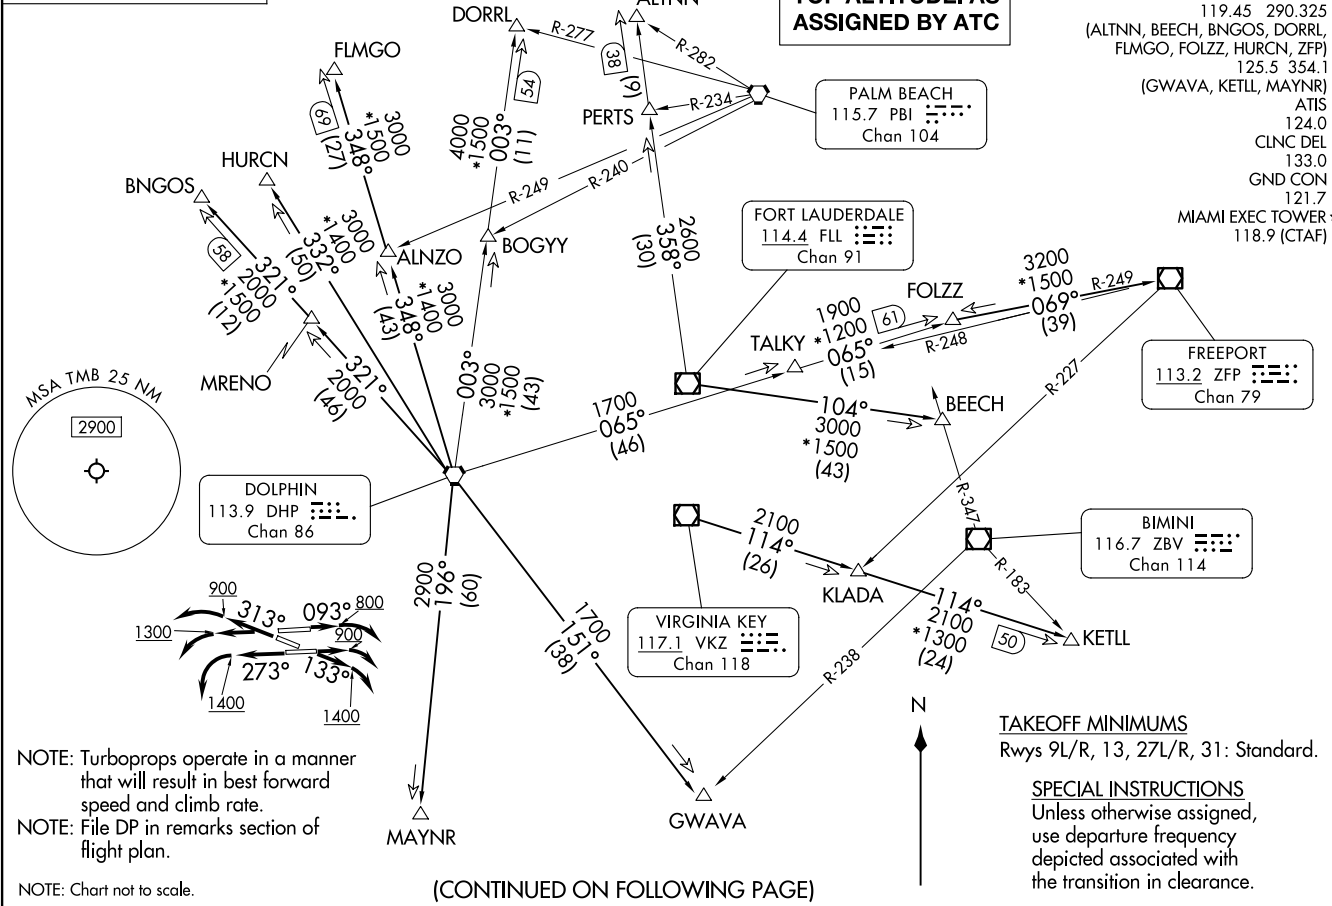 TOP ALTITUDE: AS
ASSIGNED BY ATC
119.45 290.325
(ALTNN, BEECH, BNGOS, DORRL,
FLMGO, FOLZZ, HURCN, ZFP)
125.5 354.1
(GWAVA, KETLL, MAYNR)
ATIS
124.0
CLNC DEL
133.0
GND CON
121.7
MIAMI EXEC TOWER*
118.9 (CTAF)
ALTNN
DORRL
FLMGO
HURCN
BNGOS
PERTS
BOGYY
ALNZO
MRENO
R-277
R-282
R-234
R-240
R-249
38
(9)
54
4000
*1500
003°
(11)
69
3000
*1500
348°
(27)
3000
*1400
332°
(50)
58
321°
2000
*1500
(12)
321°
2000
(46)
3000
*1400
348°
(43)
003°
3000
*1500
(43)
2600
358°
(30)
PALM BEACH
115.7 PBI
Chan 104
FORT LAUDERDALE
114.4 FLL
Chan 91
FOLZZ
TALKY
1900
*1200
065°
(15)
61
3200
*1500
069°
(39)
R-249
R-248
R-227
FREEPORT
113.2 ZFP
Chan 79
1700
065°
(46)
104°
3000
*1500
(43)
BEECH
R-347
MSA TMB 25 NM
2900
DOLPHIN
113.9 DHP
Chan 86
2100
114°
(26)
KLADA
BIMINI
116.7 ZBV
Chan 114
R-183
114°
2100
*1300
(24)
50
KETLL
R-238
VIRGINIA KEY
117.1 VKZ
Chan 118
2900
196°
(60)
1700
151°
(38)
MAYNR
GWAVA
900
313°
093°
800
1300
900
273°
133°
1400
1400
N
NOTE: Turboprops operate in a manner
that will result in best forward
speed and climb rate.
NOTE: File DP in remarks section of
flight plan.
NOTE: Chart not to scale.
TAKEOFF MINIMUMS
Rwys 9L/R, 13, 27L/R, 31: Standard.
SPECIAL INSTRUCTIONS
Unless otherwise assigned,
use departure frequency
depicted associated with
the transition in clearance.
(CONTINUED ON FOLLOWING PAGE)